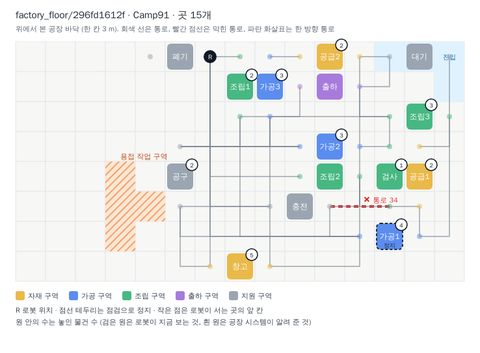 factory_floor/296fd1612f · Camp91 · 곳 15개
위에서 본 공장 바닥 (한 칸 3 m). 회색 선은 통로, 빨간 점선은 막힌 통로, 파란 화살표는 한 방향 통로
폐기 R 공급2 2 대기
조립1 2 가공3 3 출하
조립3 3
가공2 3
용접 작업 구역
공구 2 조립2 검사 1 공급1 2
충전 ✕ 통로 34
가공1 4
창고 5
자재 구역 가공 구역 조립 구역 출하 구역 지원 구역
R 로봇 위치 · 점선 테두리는 점검으로 정지 · 작은 점은 로봇이 서는 곳의 앞 칸
원 안의 수는 놓인 물건 수 (검은 원은 로봇이 지금 보는 것, 흰 원은 공장 시스템이 알려 준 것)